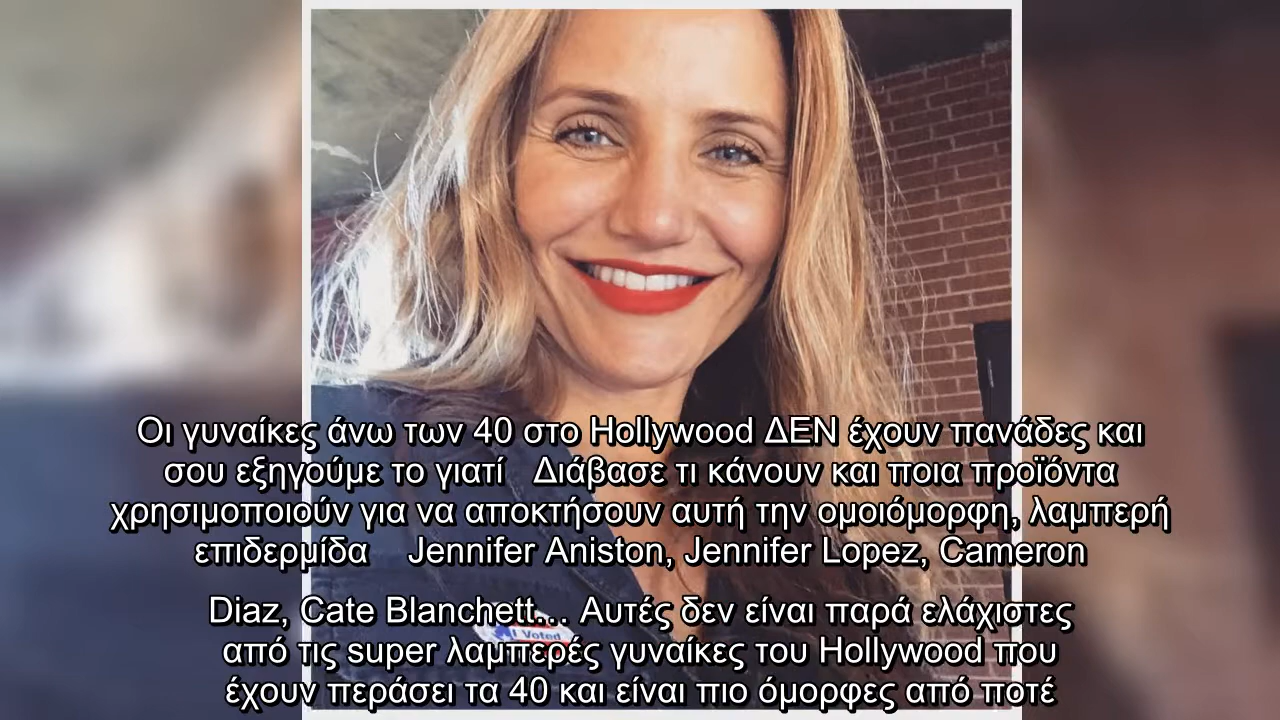 Οι γυναίκες άνω των 40 στο Hollywood ΔΕΝ έχουν πανάδες και
σου εξηγούμε το γιατί   Διάβασε τι κάνουν και ποια προϊόντα
χρησιμοποιούν για να αποκτήσουν αυτή την ομοιόμορφη, λαμπερή
επιδερμίδα    Jennifer Aniston, Jennifer Lopez, Cameron
Diaz, Cate Blanchett… Αυτές δεν είναι παρά ελάχιστες
I Voted
από τις super λαμπερές γυναίκες του Hollywood που
έχουν περάσει τα 40 και είναι πιο όμορφες από ποτέ